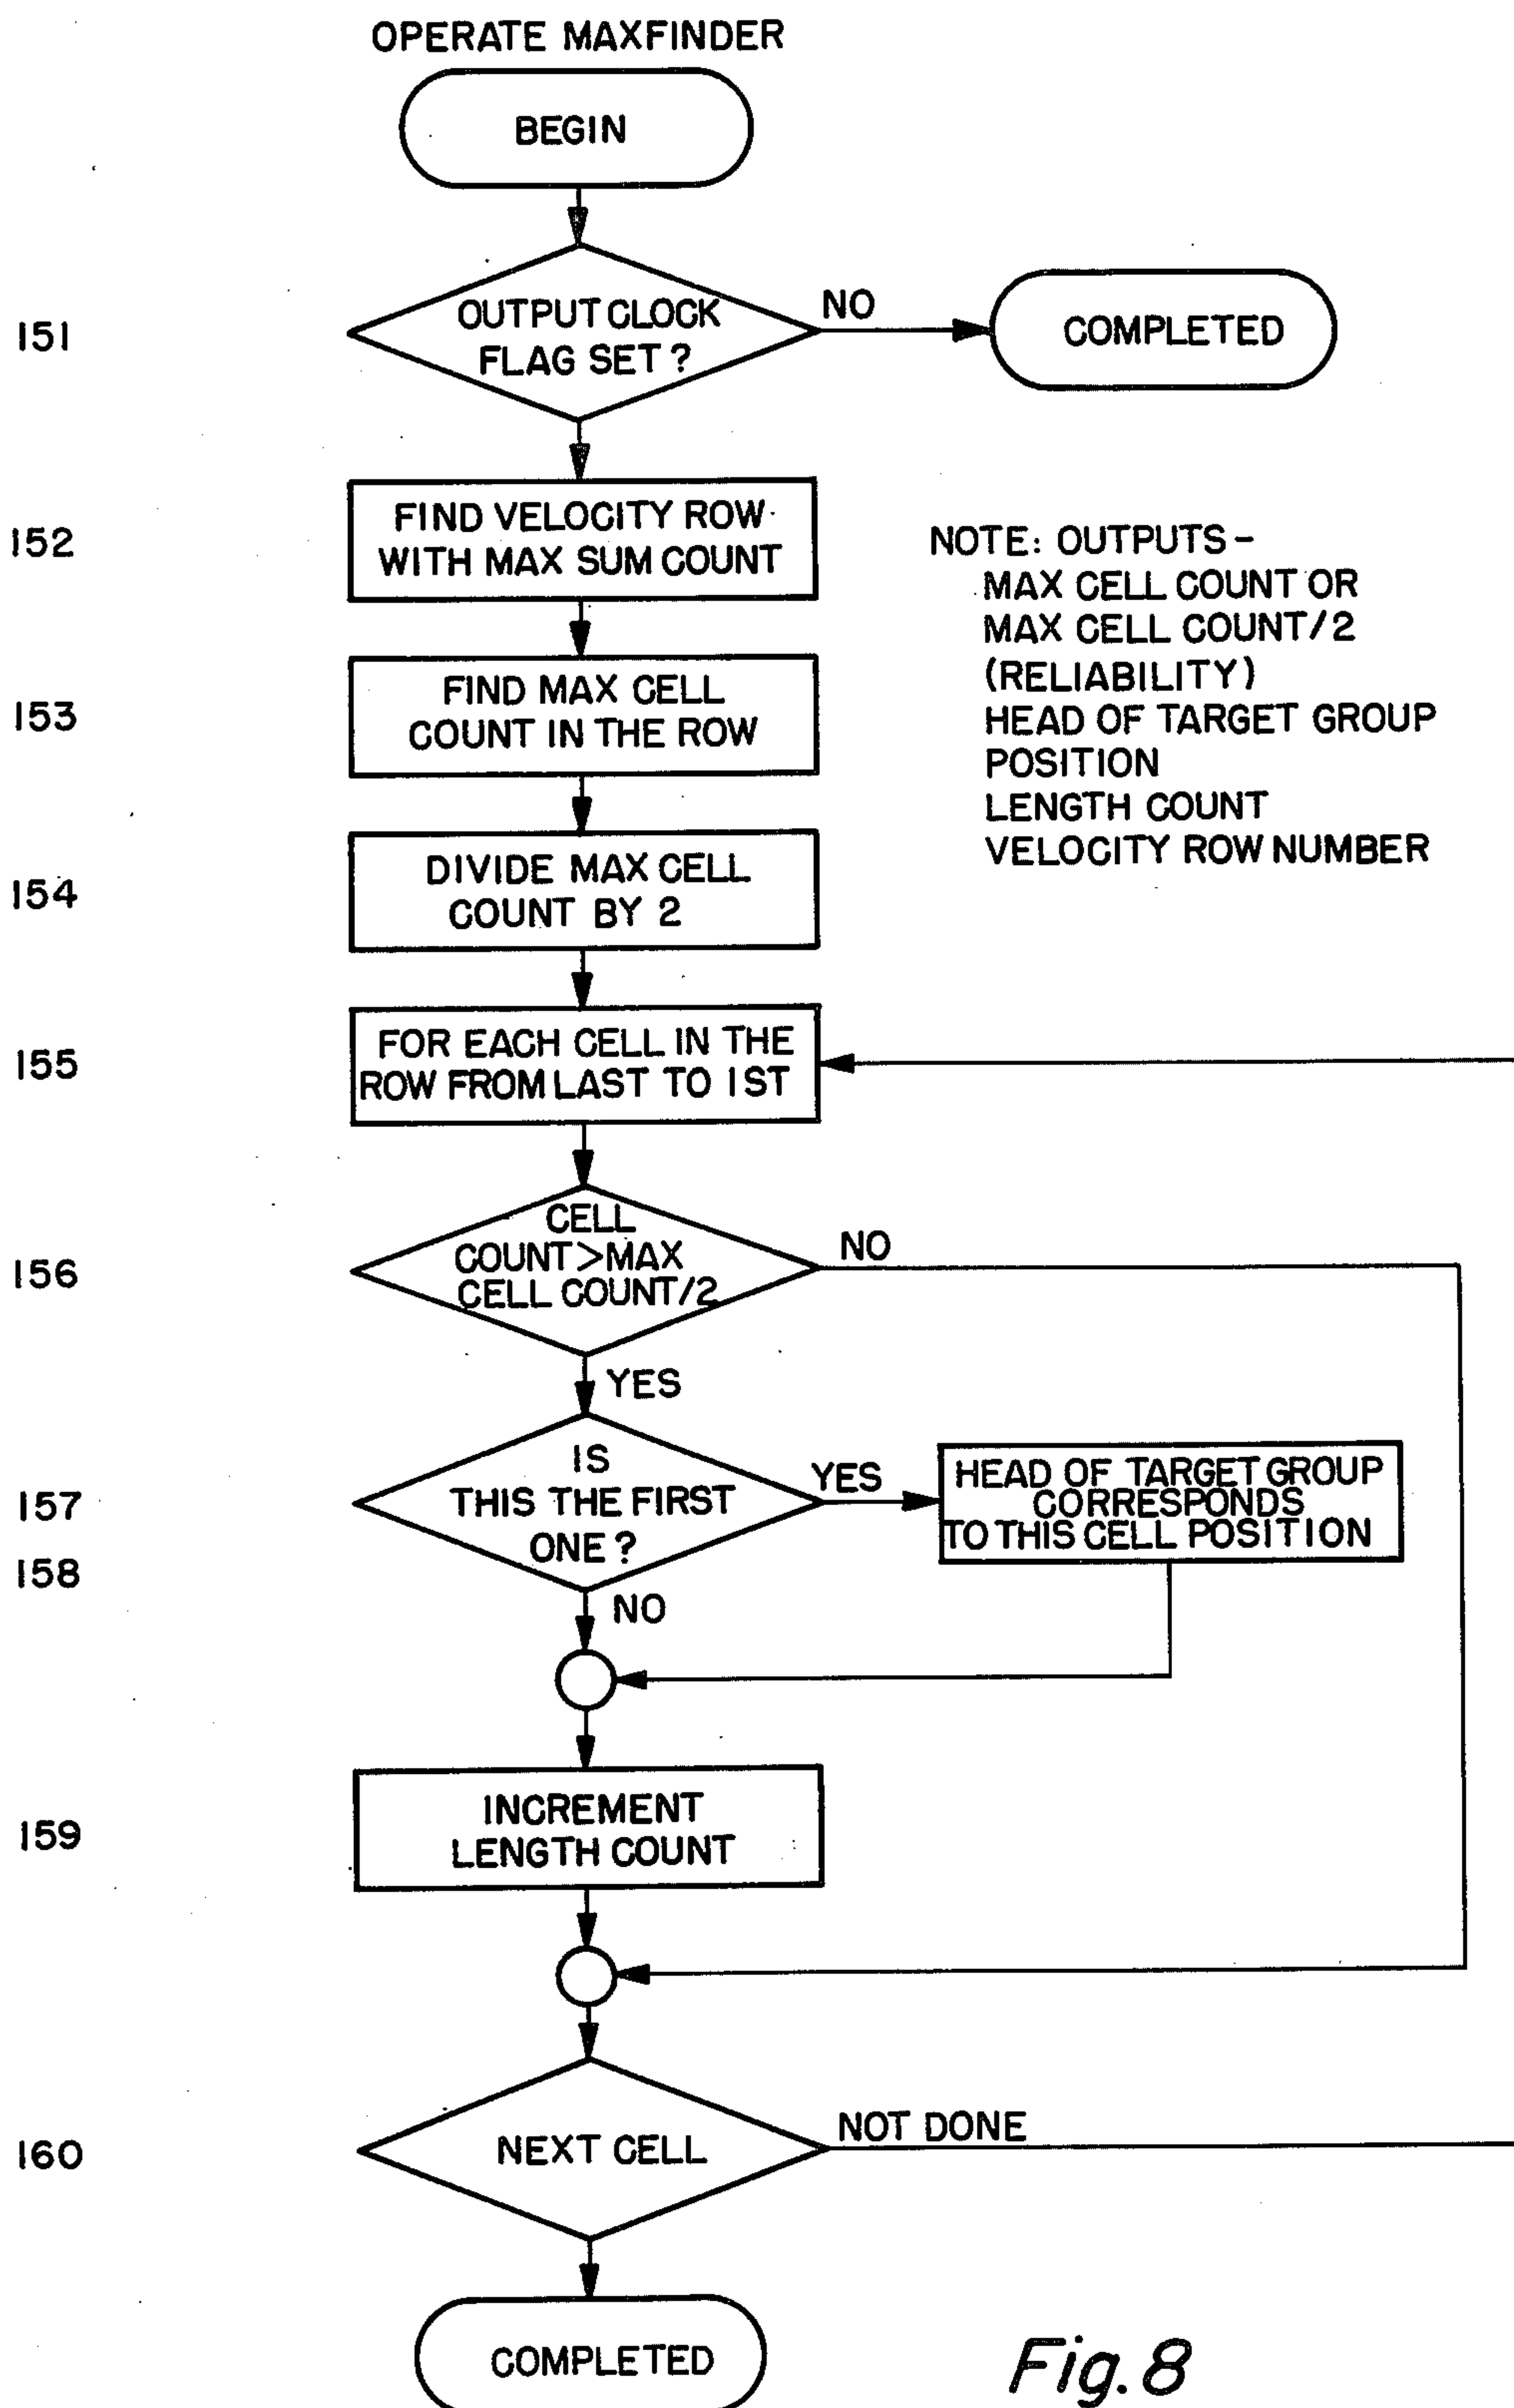 OPERATE MAXFINDER
BEGIN
151
OUTPUT CLOCK
FLAG SET ?
NO
COMPLETED
152
FIND VELOCITY ROW
WITH MAX SUM COUNT
NOTE: OUTPUTS –
MAX CELL COUNT OR
MAX CELL COUNT/2
(RELIABILITY)
HEAD OF TARGET GROUP
POSITION
LENGTH COUNT
VELOCITY ROW NUMBER
153
FIND MAX CELL
COUNT IN THE ROW
154
DIVIDE MAX CELL
COUNT BY 2
155
FOR EACH CELL IN THE
ROW FROM LAST TO 1ST
156
CELL
COUNT>MAX
CELL COUNT/2
NO
YES
157
IS
THIS THE FIRST
ONE ?
YES
HEAD OF TARGET GROUP
CORRESPONDS
TO THIS CELL POSITION
158
NO
159
INCREMENT
LENGTH COUNT
160
NEXT CELL
NOT DONE
COMPLETED
Fig. 8